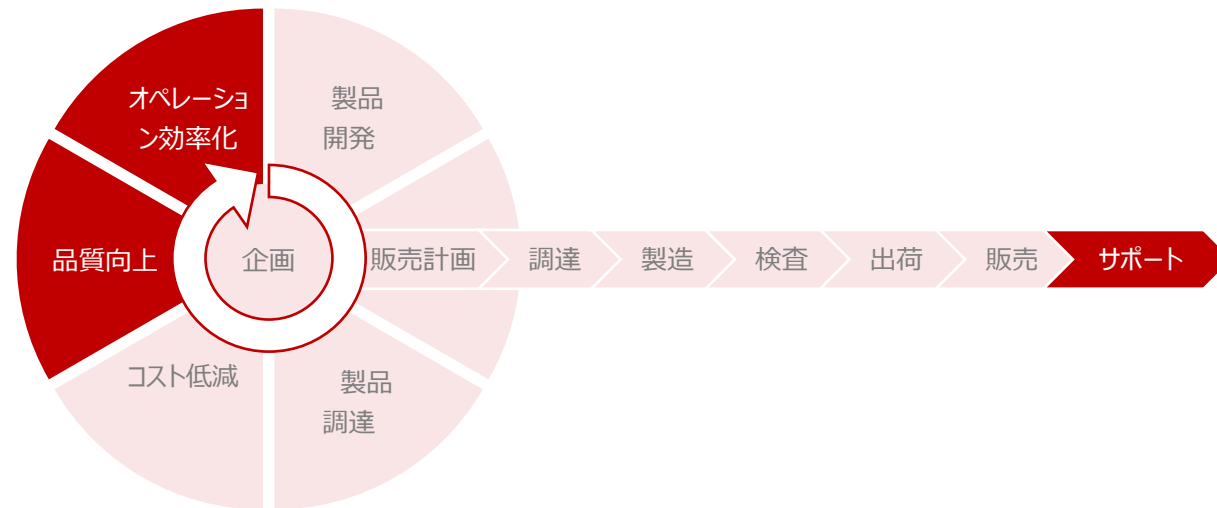 オペレーショ
ン効率化
製品
開発
品質向上
企画
販売計画
調達
製造
検査
出荷
販売
サポート
コスト低減
製品
調達